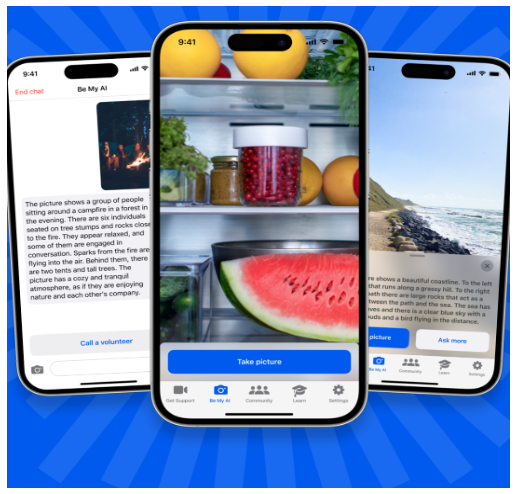 9:41
End chat
Be My AI
The picture shows a group of people
sitting around a campfire in a forest in
the evening. There are six individuals
seated on tree stumps and rocks close
to the fire. They appear relaxed, and
some of them are engaged in
conversation. Sparks from the fire are
flying into the air. Behind them, there
are two tents and tall trees. The
picture has a cozy and tranquil
atmosphere, as if they are enjoying
nature and each other's company.
Call a volunteer
9:41
Take picture
Get Support
Be My AI
Community
Learn
Settings
41
re shows a beautiful coastline. To the left
that runs along a grassy hill. To the right
ath there are large rocks that act as a
etween the path and the sea. The sea has
ves and there is a clear blue sky with a
uds and a bird flying in the distance.
picture
Ask more
Be My AI
Community
Learn
Settings